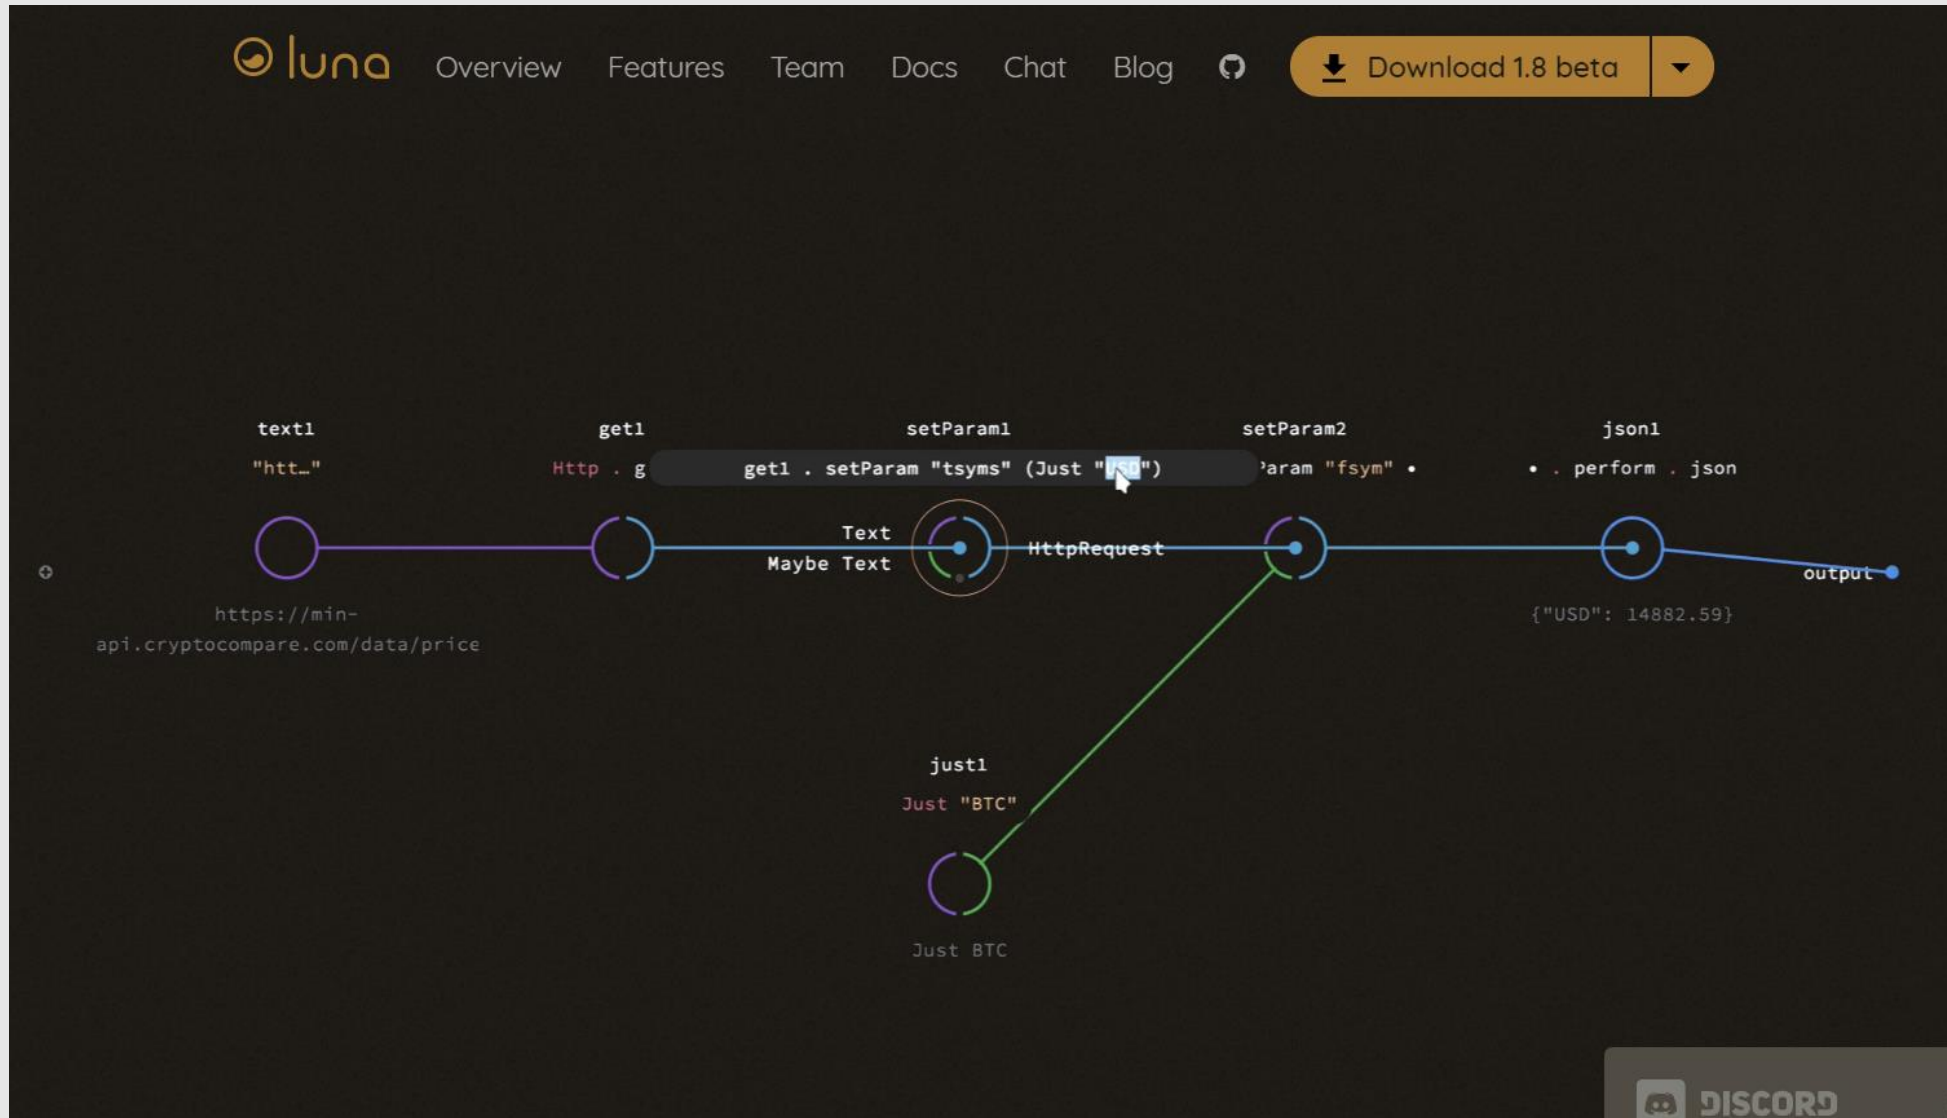 luna Overview Features Team Docs Chat Blog Download 1.8 beta
text1 get1 setParam1 setParam2 json1
"htt…" Http . g get1 . setParam "tsyms" (Just "USD") Param "fsym" • • . perform . json
Text
HttpRequest
Maybe Text
output
https://min-
api.cryptocompare.com/data/price
{"USD": 14882.59}
just1
Just "BTC"
Just BTC
DISCORD